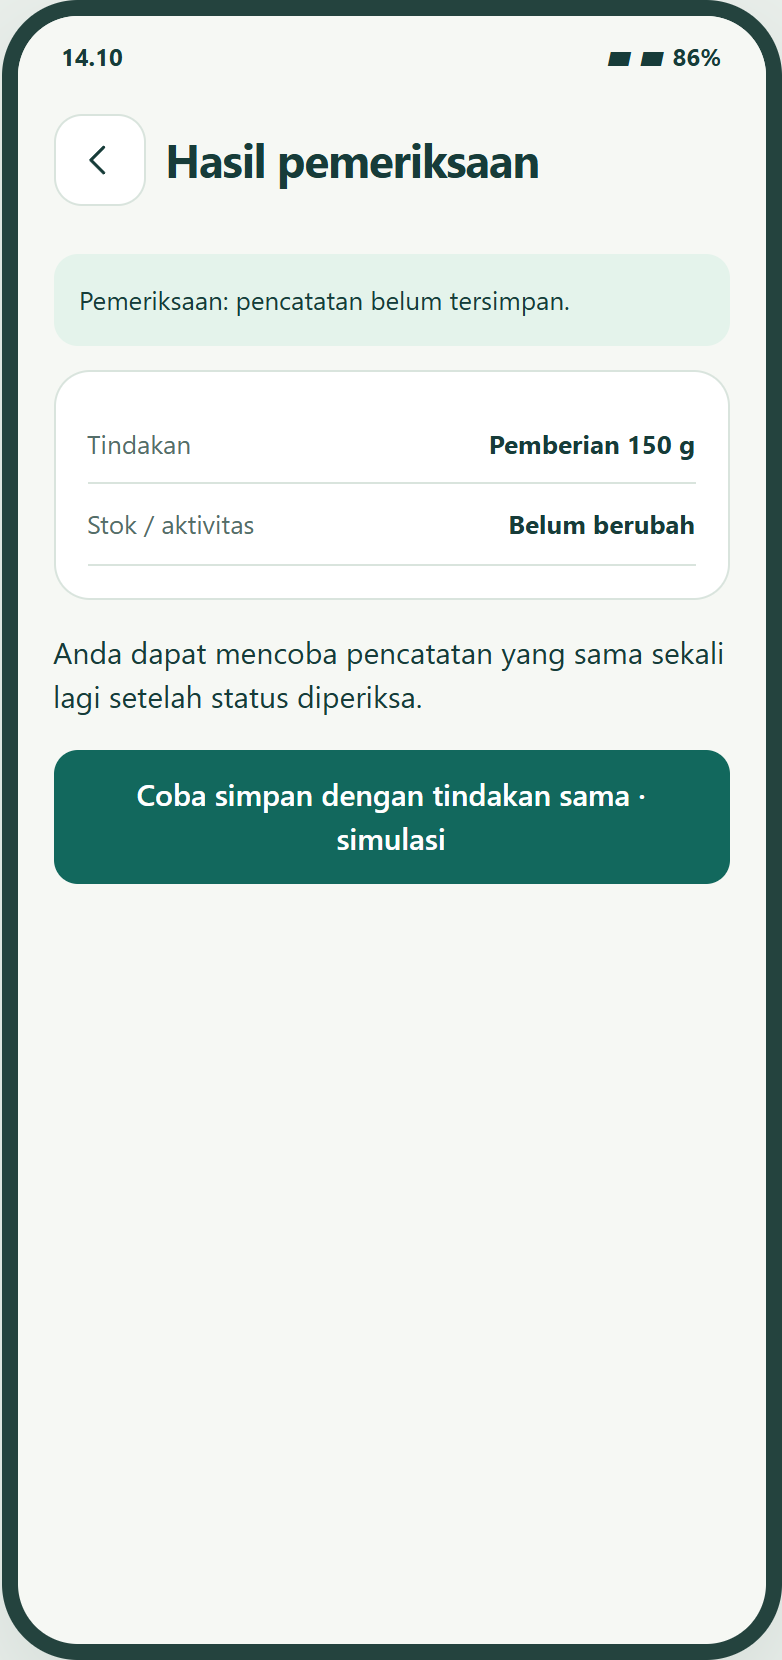 14.10
86%
Hasil pemeriksaan
Pemeriksaan: pencatatan belum tersimpan.
Tindakan Pemberian 150 g
Stok / aktivitas Belum berubah
Anda dapat mencoba pencatatan yang sama sekali
lagi setelah status diperiksa.
Coba simpan dengan tindakan sama ·
simulasi